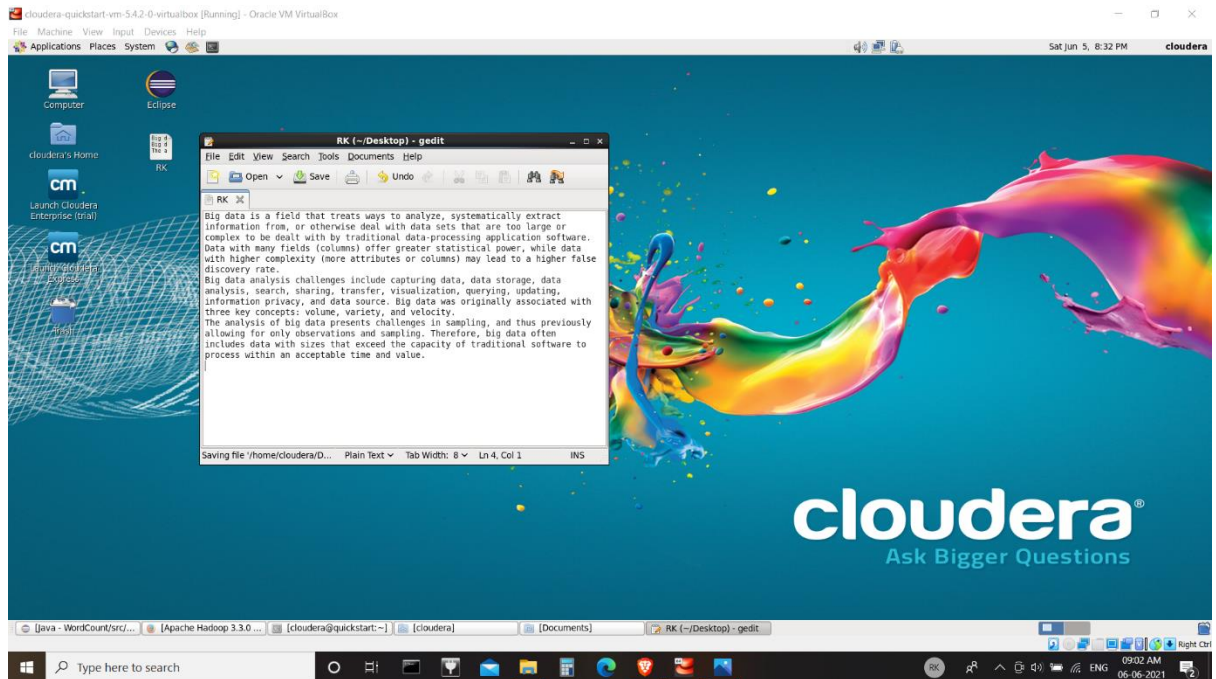 cloudera-quickstart-vm-5.4.2-0-virtualbox [Running] - Oracle VM VirtualBox
File Machine View Input Devices Help
Applications Places System
Sat Jun 5, 8:32 PM cloudera
Computer
Eclipse
cloudera's Home
Big d
Big d
The a
RK
cm
Launch Cloudera
Enterprise (trial)
cm
Launch Cloudera
Express
Trash
RK (~/Desktop) - gedit
File Edit View Search Tools Documents Help
Open Save Undo
RK
Big data is a field that treats ways to analyze, systematically extract
information from, or otherwise deal with data sets that are too large or
complex to be dealt with by traditional data-processing application software.
Data with many fields (columns) offer greater statistical power, while data
with higher complexity (more attributes or columns) may lead to a higher false
discovery rate.
Big data analysis challenges include capturing data, data storage, data
analysis, search, sharing, transfer, visualization, querying, updating,
information privacy, and data source. Big data was originally associated with
three key concepts: volume, variety, and velocity.
The analysis of big data presents challenges in sampling, and thus previously
allowing for only observations and sampling. Therefore, big data often
includes data with sizes that exceed the capacity of traditional software to
process within an acceptable time and value.
Saving file '/home/cloudera/D... Plain Text Tab Width: 8 Ln 4, Col 1 INS
cloudera®
Ask Bigger Questions
[Java - WordCount/src/... [Apache Hadoop 3.3.0 ... [cloudera@quickstart:~] [cloudera] [Documents] RK (~/Desktop) - gedit
Right Ctrl
Type here to search
RK
ENG
09:02 AM
06-06-2021
2